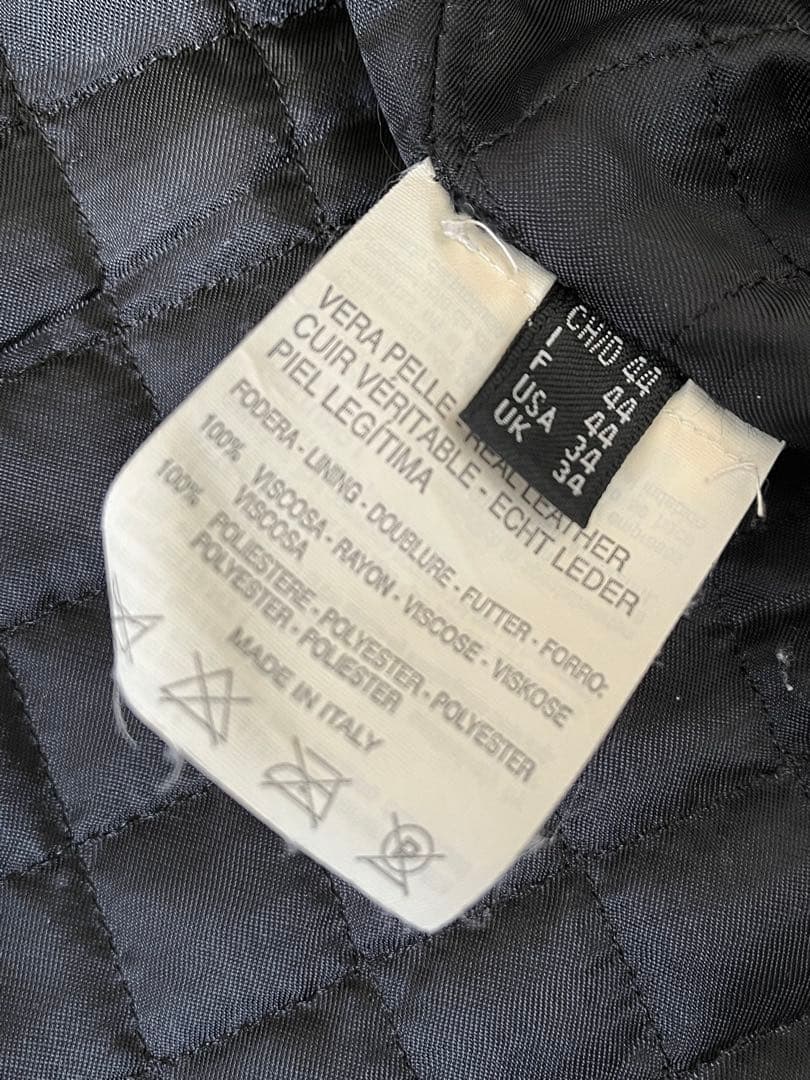 CH/D 44
I 44
F 44
USA 34
UK 34
VERA PELLE - REAL LEATHER
CUIR VÉRITABLE - ECHT LEDER
PIEL LEGÍTIMA
FODERA - LINING - DOUBLURE - FUTTER - FORRO:
100% VISCOSA - RAYON - VISCOSE - VISKOSE
VISCOSA
100% POLIESTERE - POLYESTER - POLYESTER
POLYESTER - POLIESTER
MADE IN ITALY
P